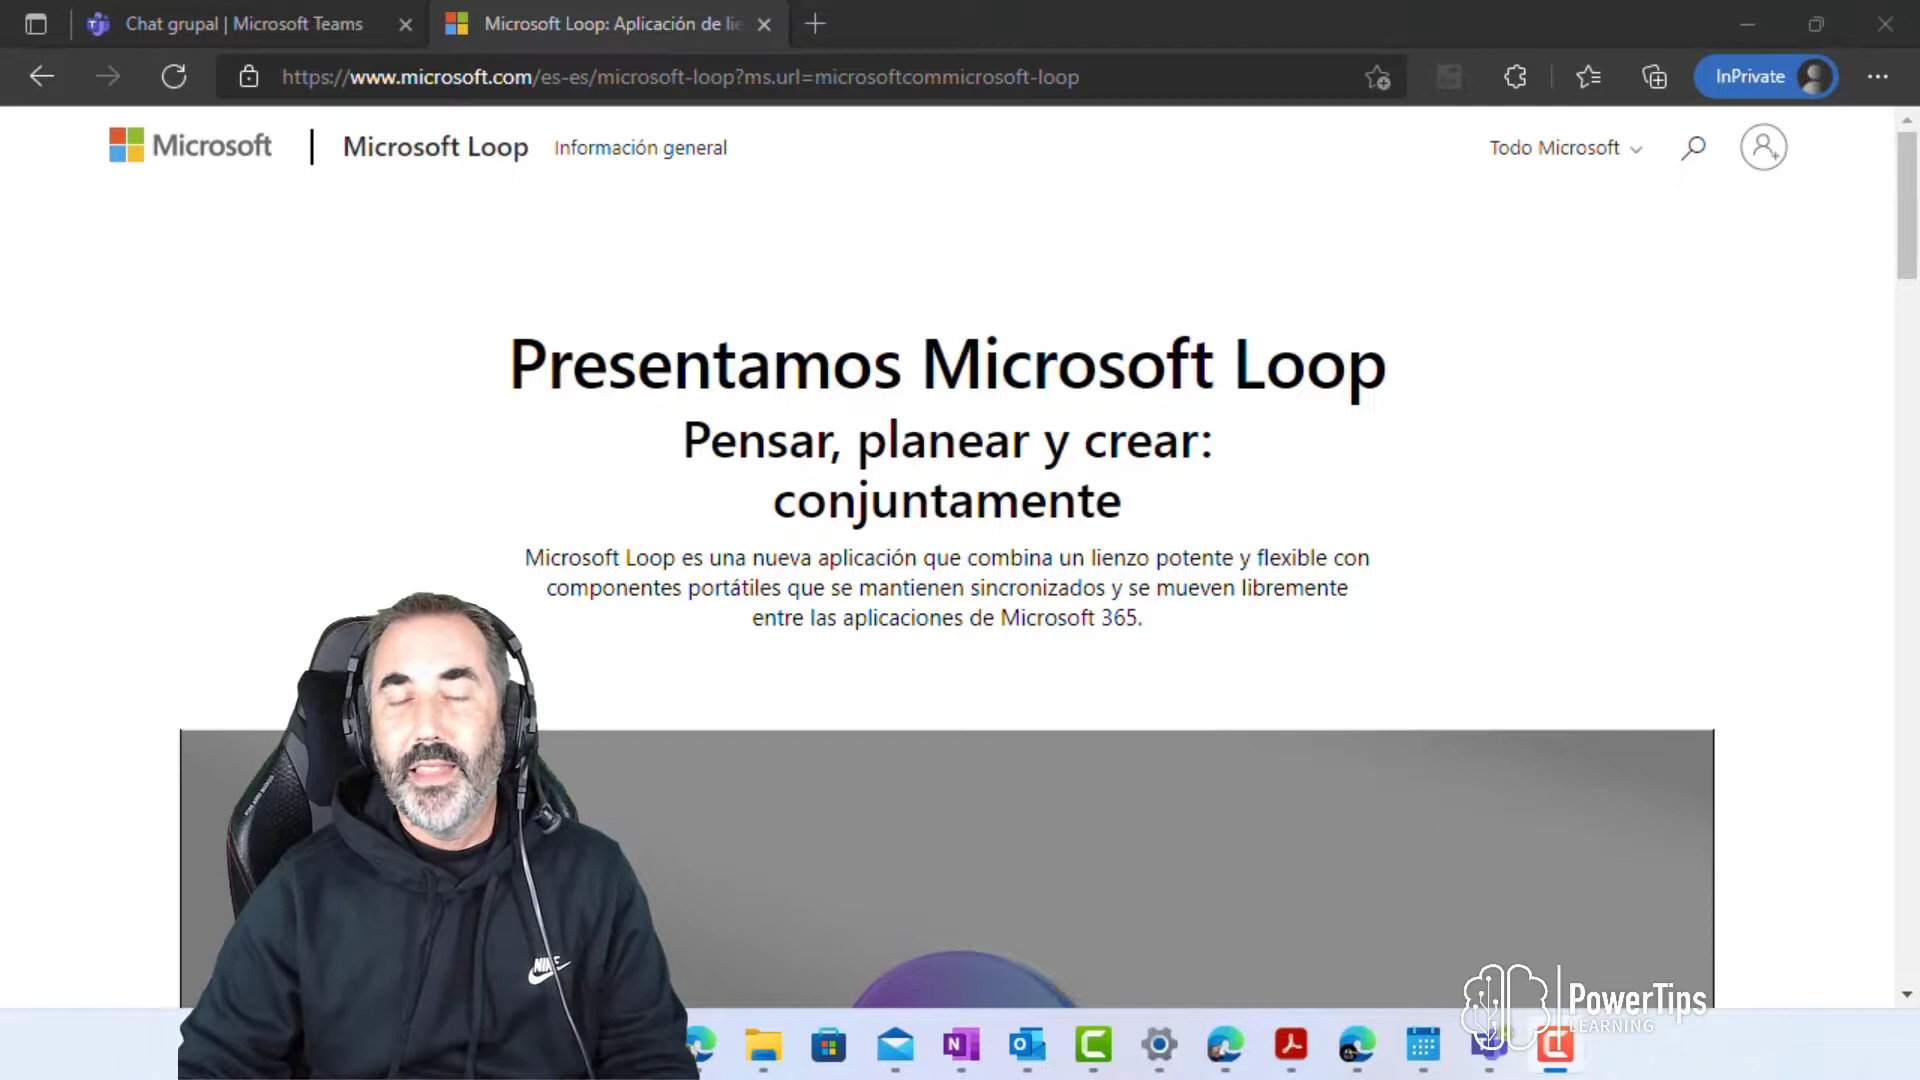 Chat grupal | Microsoft Teams
Microsoft Loop: Aplicación de lie
https://www.microsoft.com/es-es/microsoft-loop?ms.url=microsoftcommicrosoft-loop
InPrivate
Microsoft
Microsoft Loop
Información general
Todo Microsoft
Presentamos Microsoft Loop
Pensar, planear y crear:
conjuntamente
Microsoft Loop es una nueva aplicación que combina un lienzo potente y flexible con
componentes portátiles que se mantienen sincronizados y se mueven libremente
entre las aplicaciones de Microsoft 365.
NIKE
PowerTips
LEARNING